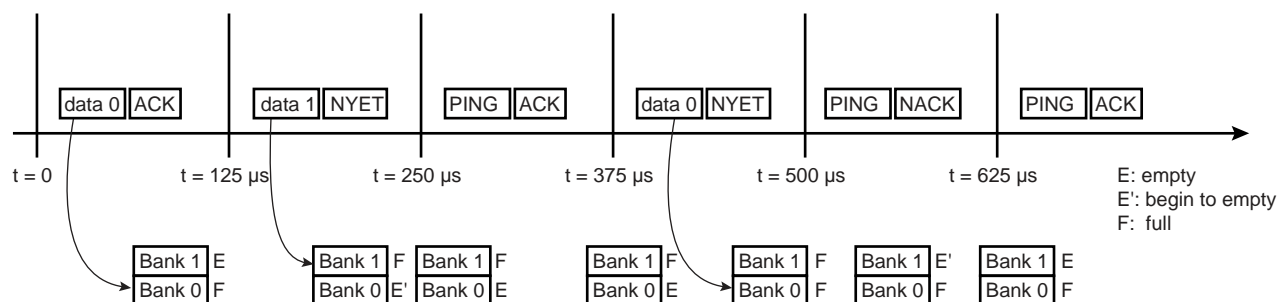 data 0 ACK data 1 NYET PING ACK data 0 NYET PING NACK PING ACK
t = 0 t = 125 µs t = 250 µs t = 375 µs t = 500 µs t = 625 µs E: empty
E': begin to empty
F: full
Bank 1 E Bank 1 F Bank 1 F Bank 1 F Bank 1 F Bank 1 E' Bank 1 E
Bank 0 F Bank 0 E' Bank 0 E Bank 0 E Bank 0 F Bank 0 F Bank 0 F